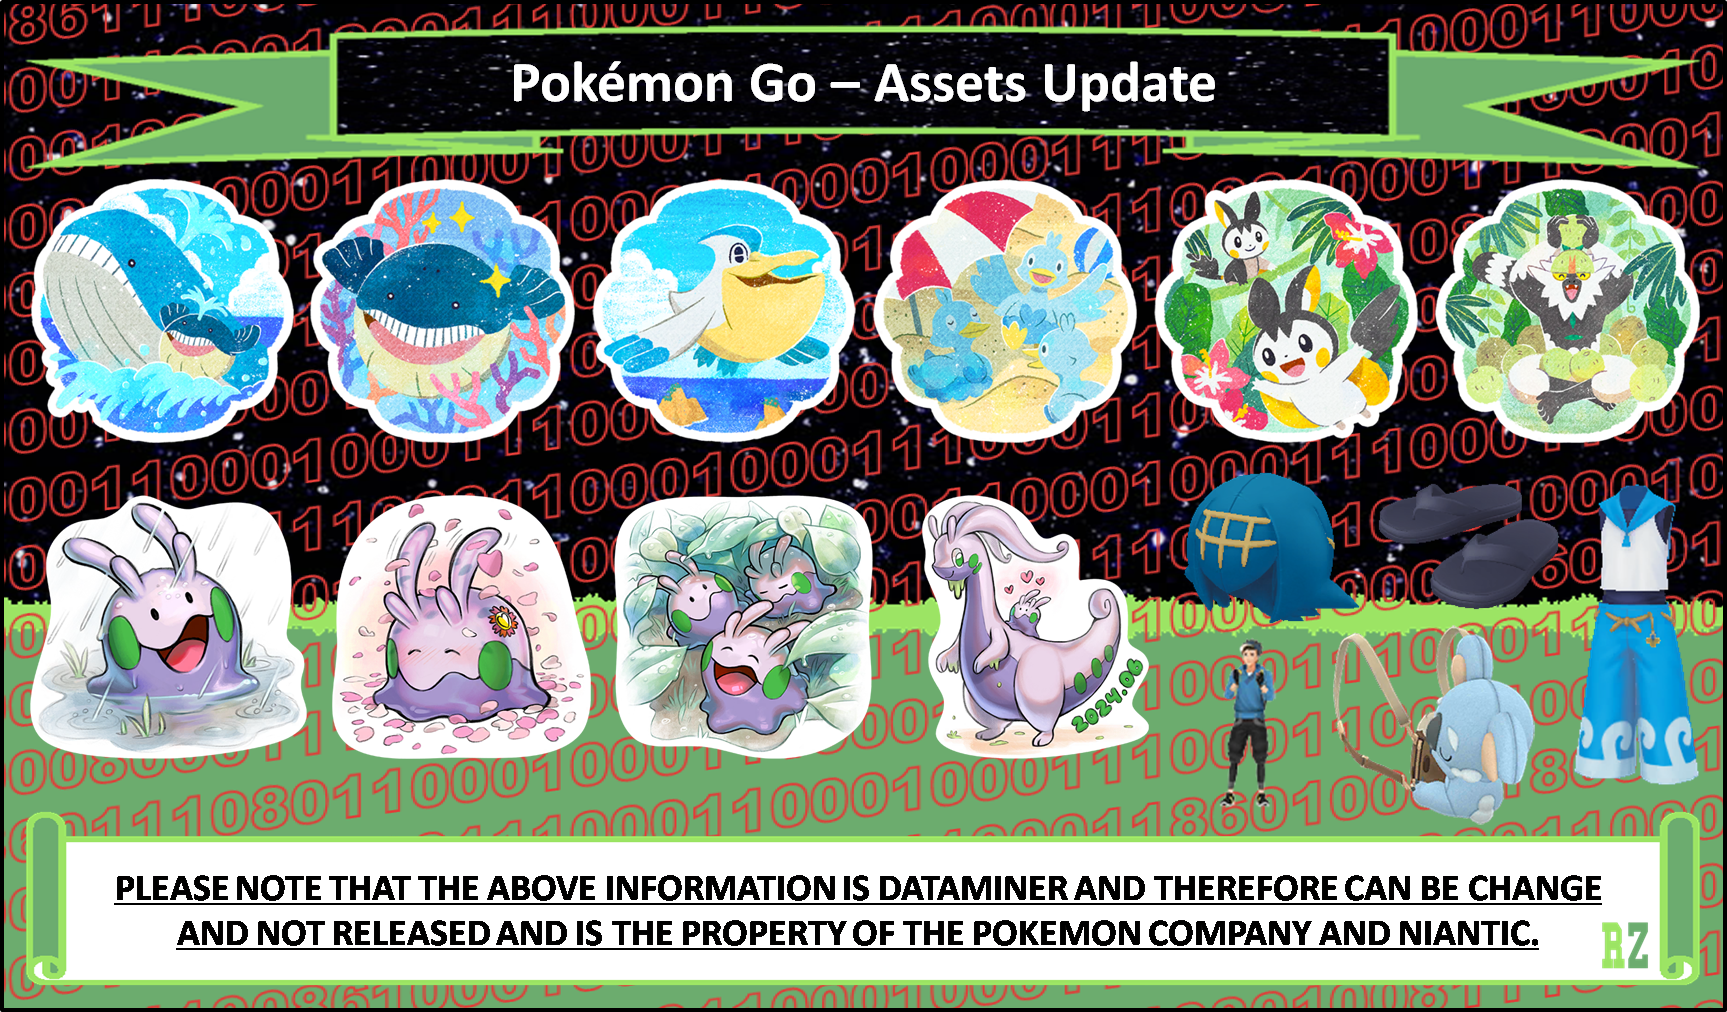 Pokémon Go – Assets Update
2024.06
PLEASE NOTE THAT THE ABOVE INFORMATION IS DATAMINER AND THEREFORE CAN BE CHANGE
AND NOT RELEASED AND IS THE PROPERTY OF THE POKEMON COMPANY AND NIANTIC.
RZ